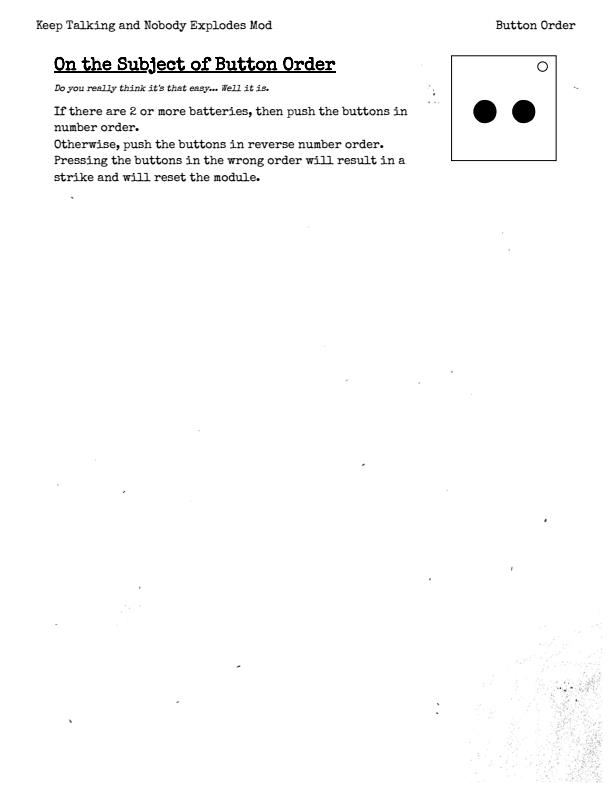 Keep Talking and Nobody Explodes Mod
Button Order
On the Subject of Button Order
Do you really think it's that easy... Well it is.
If there are 2 or more batteries, then push the buttons in
number order.
Otherwise, push the buttons in reverse number order.
Pressing the buttons in the wrong order will result in a
strike and will reset the module.